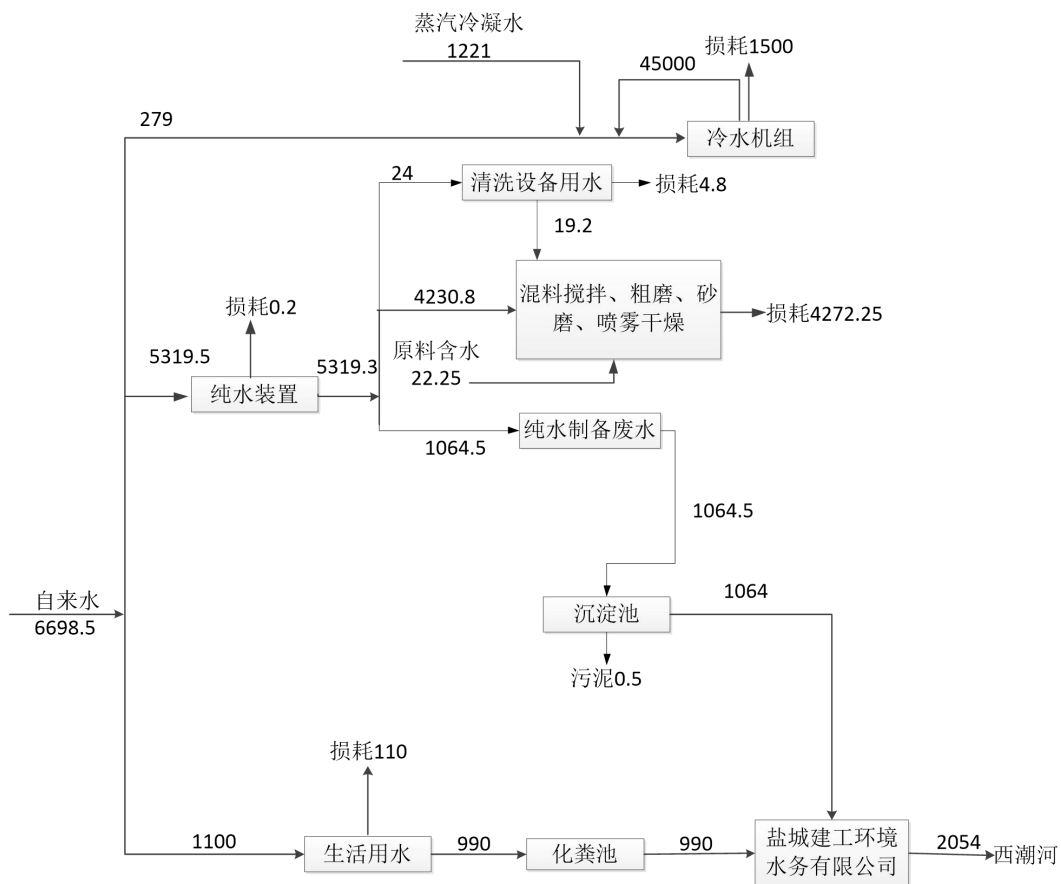 蒸汽冷凝水
1221
损耗1500
45000
279
冷水机组
24
清洗设备用水
损耗4.8
19.2
混料搅拌、粗磨、砂
磨、喷雾干燥
4230.8
损耗4272.25
损耗0.2
原料含水
22.25
5319.5
5319.3
纯水装置
纯水制备废水
1064.5
1064.5
自来水
6698.5
沉淀池
1064
污泥0.5
损耗110
1100
生活用水
990
化粪池
990
盐城建工环境
水务有限公司
2054
西潮河